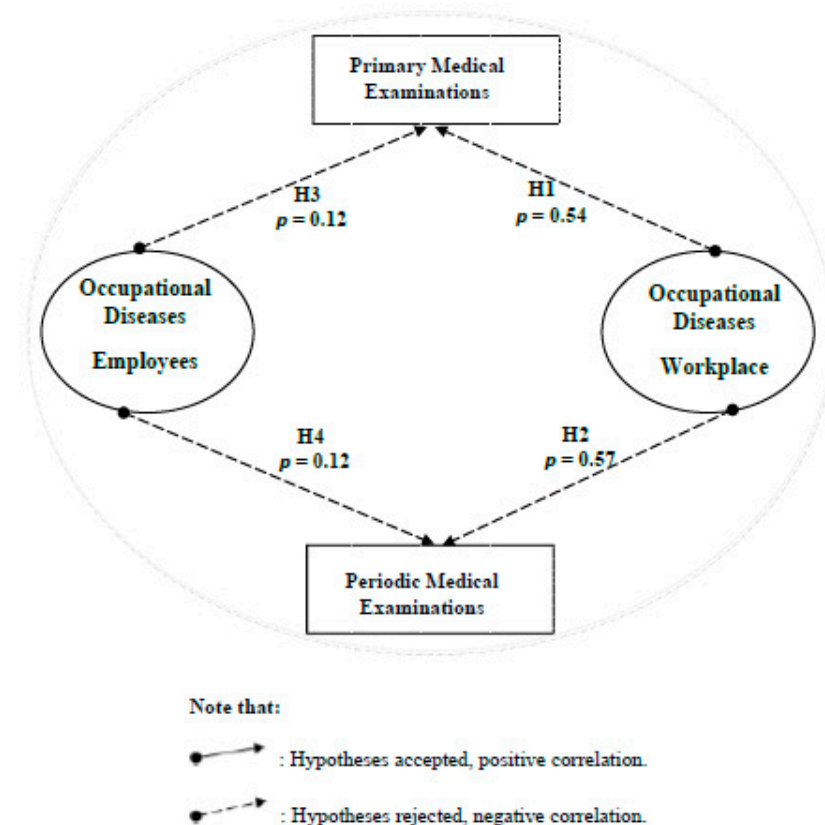 Primary Medical
Examinations
H3
p = 0.12
H1
p = 0.54
Occupational
Diseases
Employees
Occupational
Diseases
Workplace
H4
p = 0.12
H2
p = 0.57
Periodic Medical
Examinations
Note that:
: Hypotheses accepted, positive correlation.
: Hypotheses rejected, negative correlation.